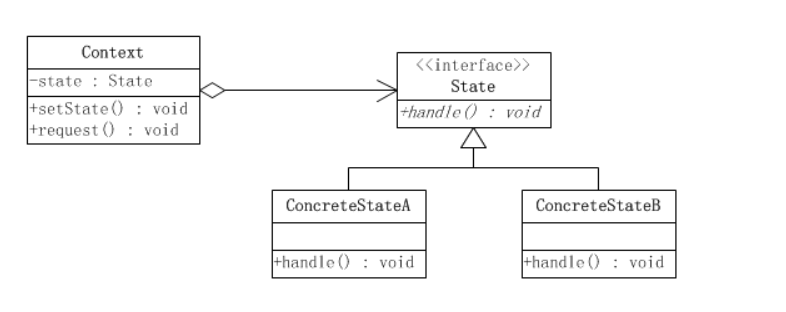 Context
-state : State
+setState() : void
+request() : void
<<interface>>
State
+handle() : void
ConcreteStateA
+handle() : void
ConcreteStateB
+handle() : void